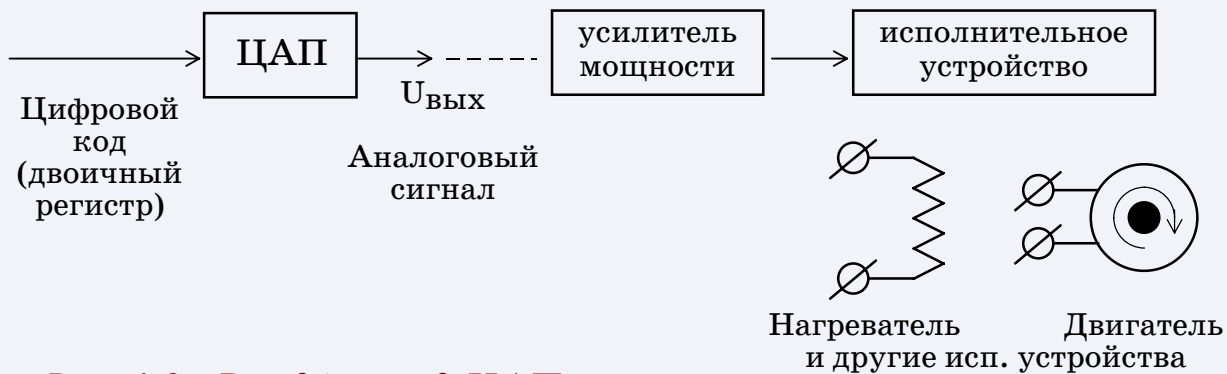 ЦАП
усилитель
мощности
исполнительное
устройство
Uвых
Цифровой
код
(двоичный
регистр)
Аналоговый
сигнал
Нагреватель
Двигатель
и другие исп. устройства